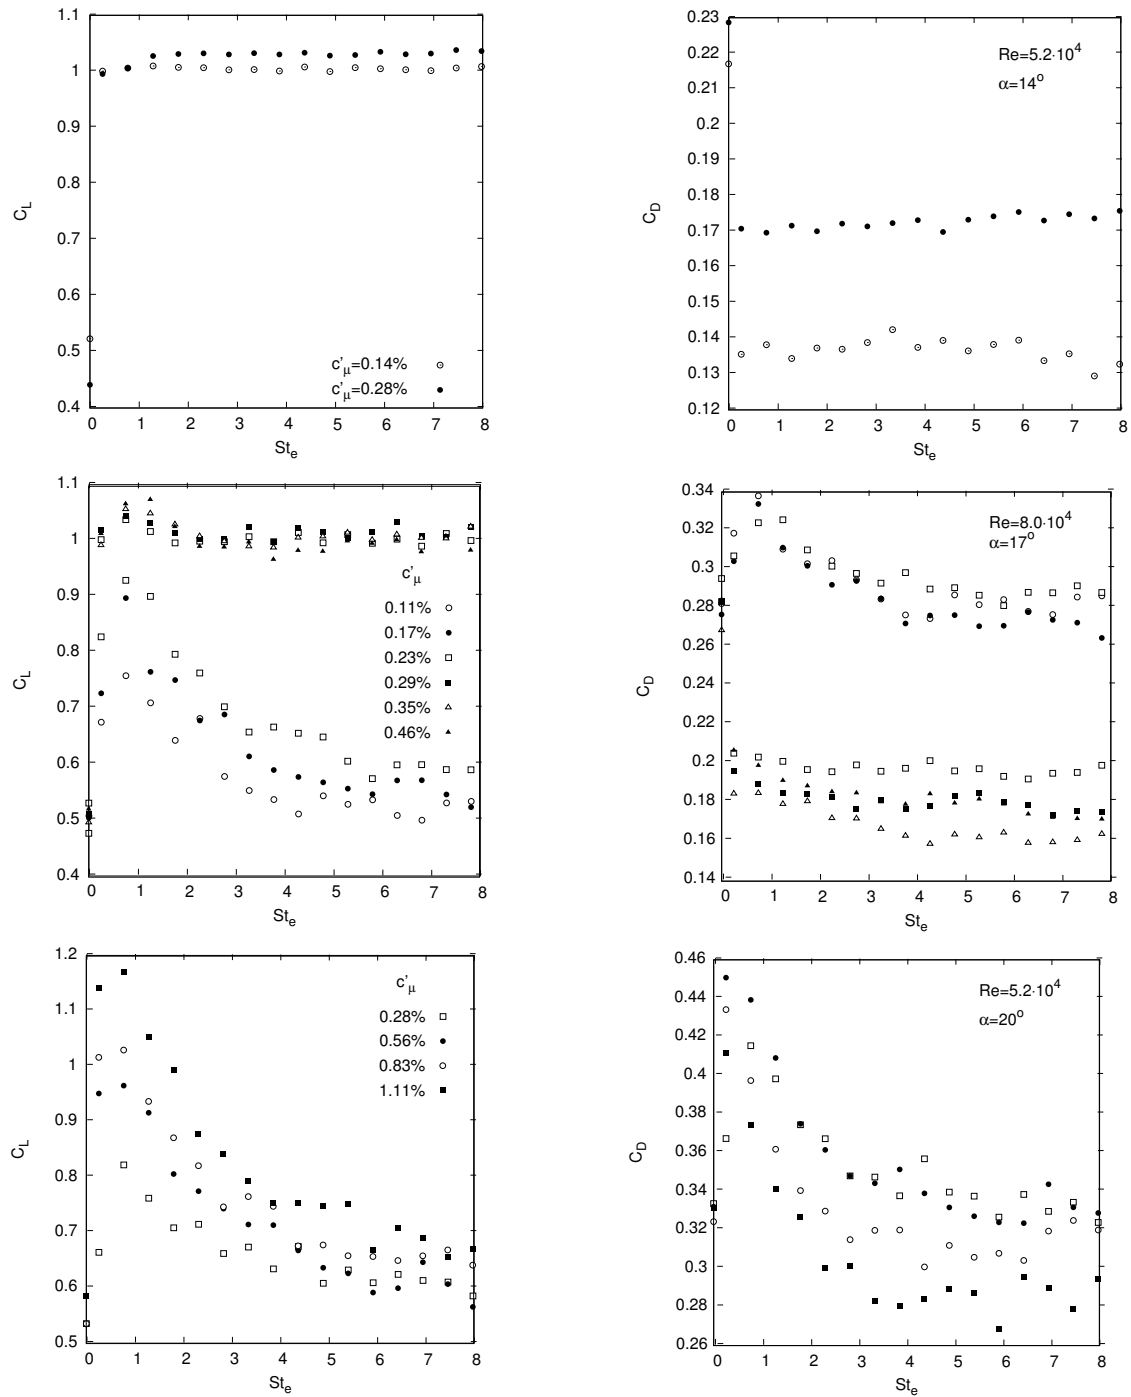 1.1
1
0.9
0.8
0.7
0.6
0.5
0.4
C_L
c'_μ=0.14%
c'_μ=0.28%
0 1 2 3 4 5 6 7 8
St_e
0.23
0.22
0.21
0.2
0.19
0.18
0.17
0.16
0.15
0.14
0.13
0.12
C_D
Re=5.2·10^4
α=14°
0 1 2 3 4 5 6 7 8
St_e
1.1
1
0.9
0.8
0.7
0.6
0.5
0.4
C_L
c'_μ
0.11%
0.17%
0.23%
0.29%
0.35%
0.46%
0 1 2 3 4 5 6 7 8
St_e
0.34
0.32
0.3
0.28
0.26
0.24
0.22
0.2
0.18
0.16
0.14
C_D
Re=8.0·10^4
α=17°
0 1 2 3 4 5 6 7 8
St_e
1.2
1.1
1
0.9
0.8
0.7
0.6
0.5
C_L
c'_μ
0.28%
0.56%
0.83%
1.11%
0 1 2 3 4 5 6 7 8
St_e
0.46
0.44
0.42
0.4
0.38
0.36
0.34
0.32
0.3
0.28
0.26
C_D
Re=5.2·10^4
α=20°
0 1 2 3 4 5 6 7 8
St_e